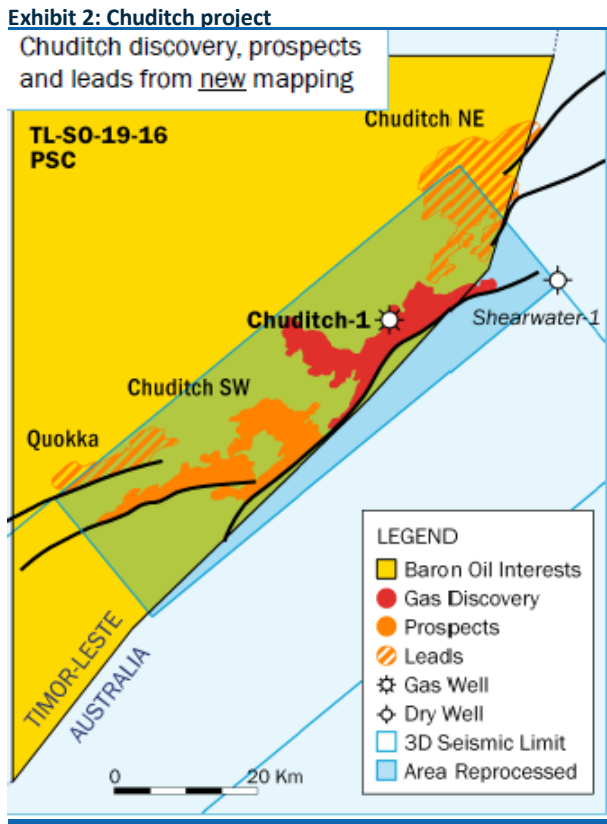 Exhibit 2: Chuditch project
Chuditch discovery, prospects
and leads from new mapping
Chuditch NE
TL-SO-19-16
PSC
Chuditch-1
Shearwater-1
Chuditch SW
Quokka
LEGEND
Baron Oil Interests
Gas Discovery
Prospects
Leads
Gas Well
Dry Well
3D Seismic Limit
Area Reprocessed
TIMOR-LESTE
AUSTRALIA
0 20 Km